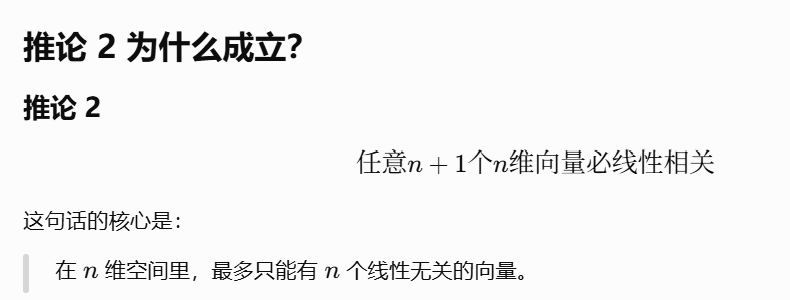 推论 2 为什么成立？
推论 2
任意n + 1个n维向量必线性相关
这句话的核心是：
在 n 维空间里，最多只能有 n 个线性无关的向量。